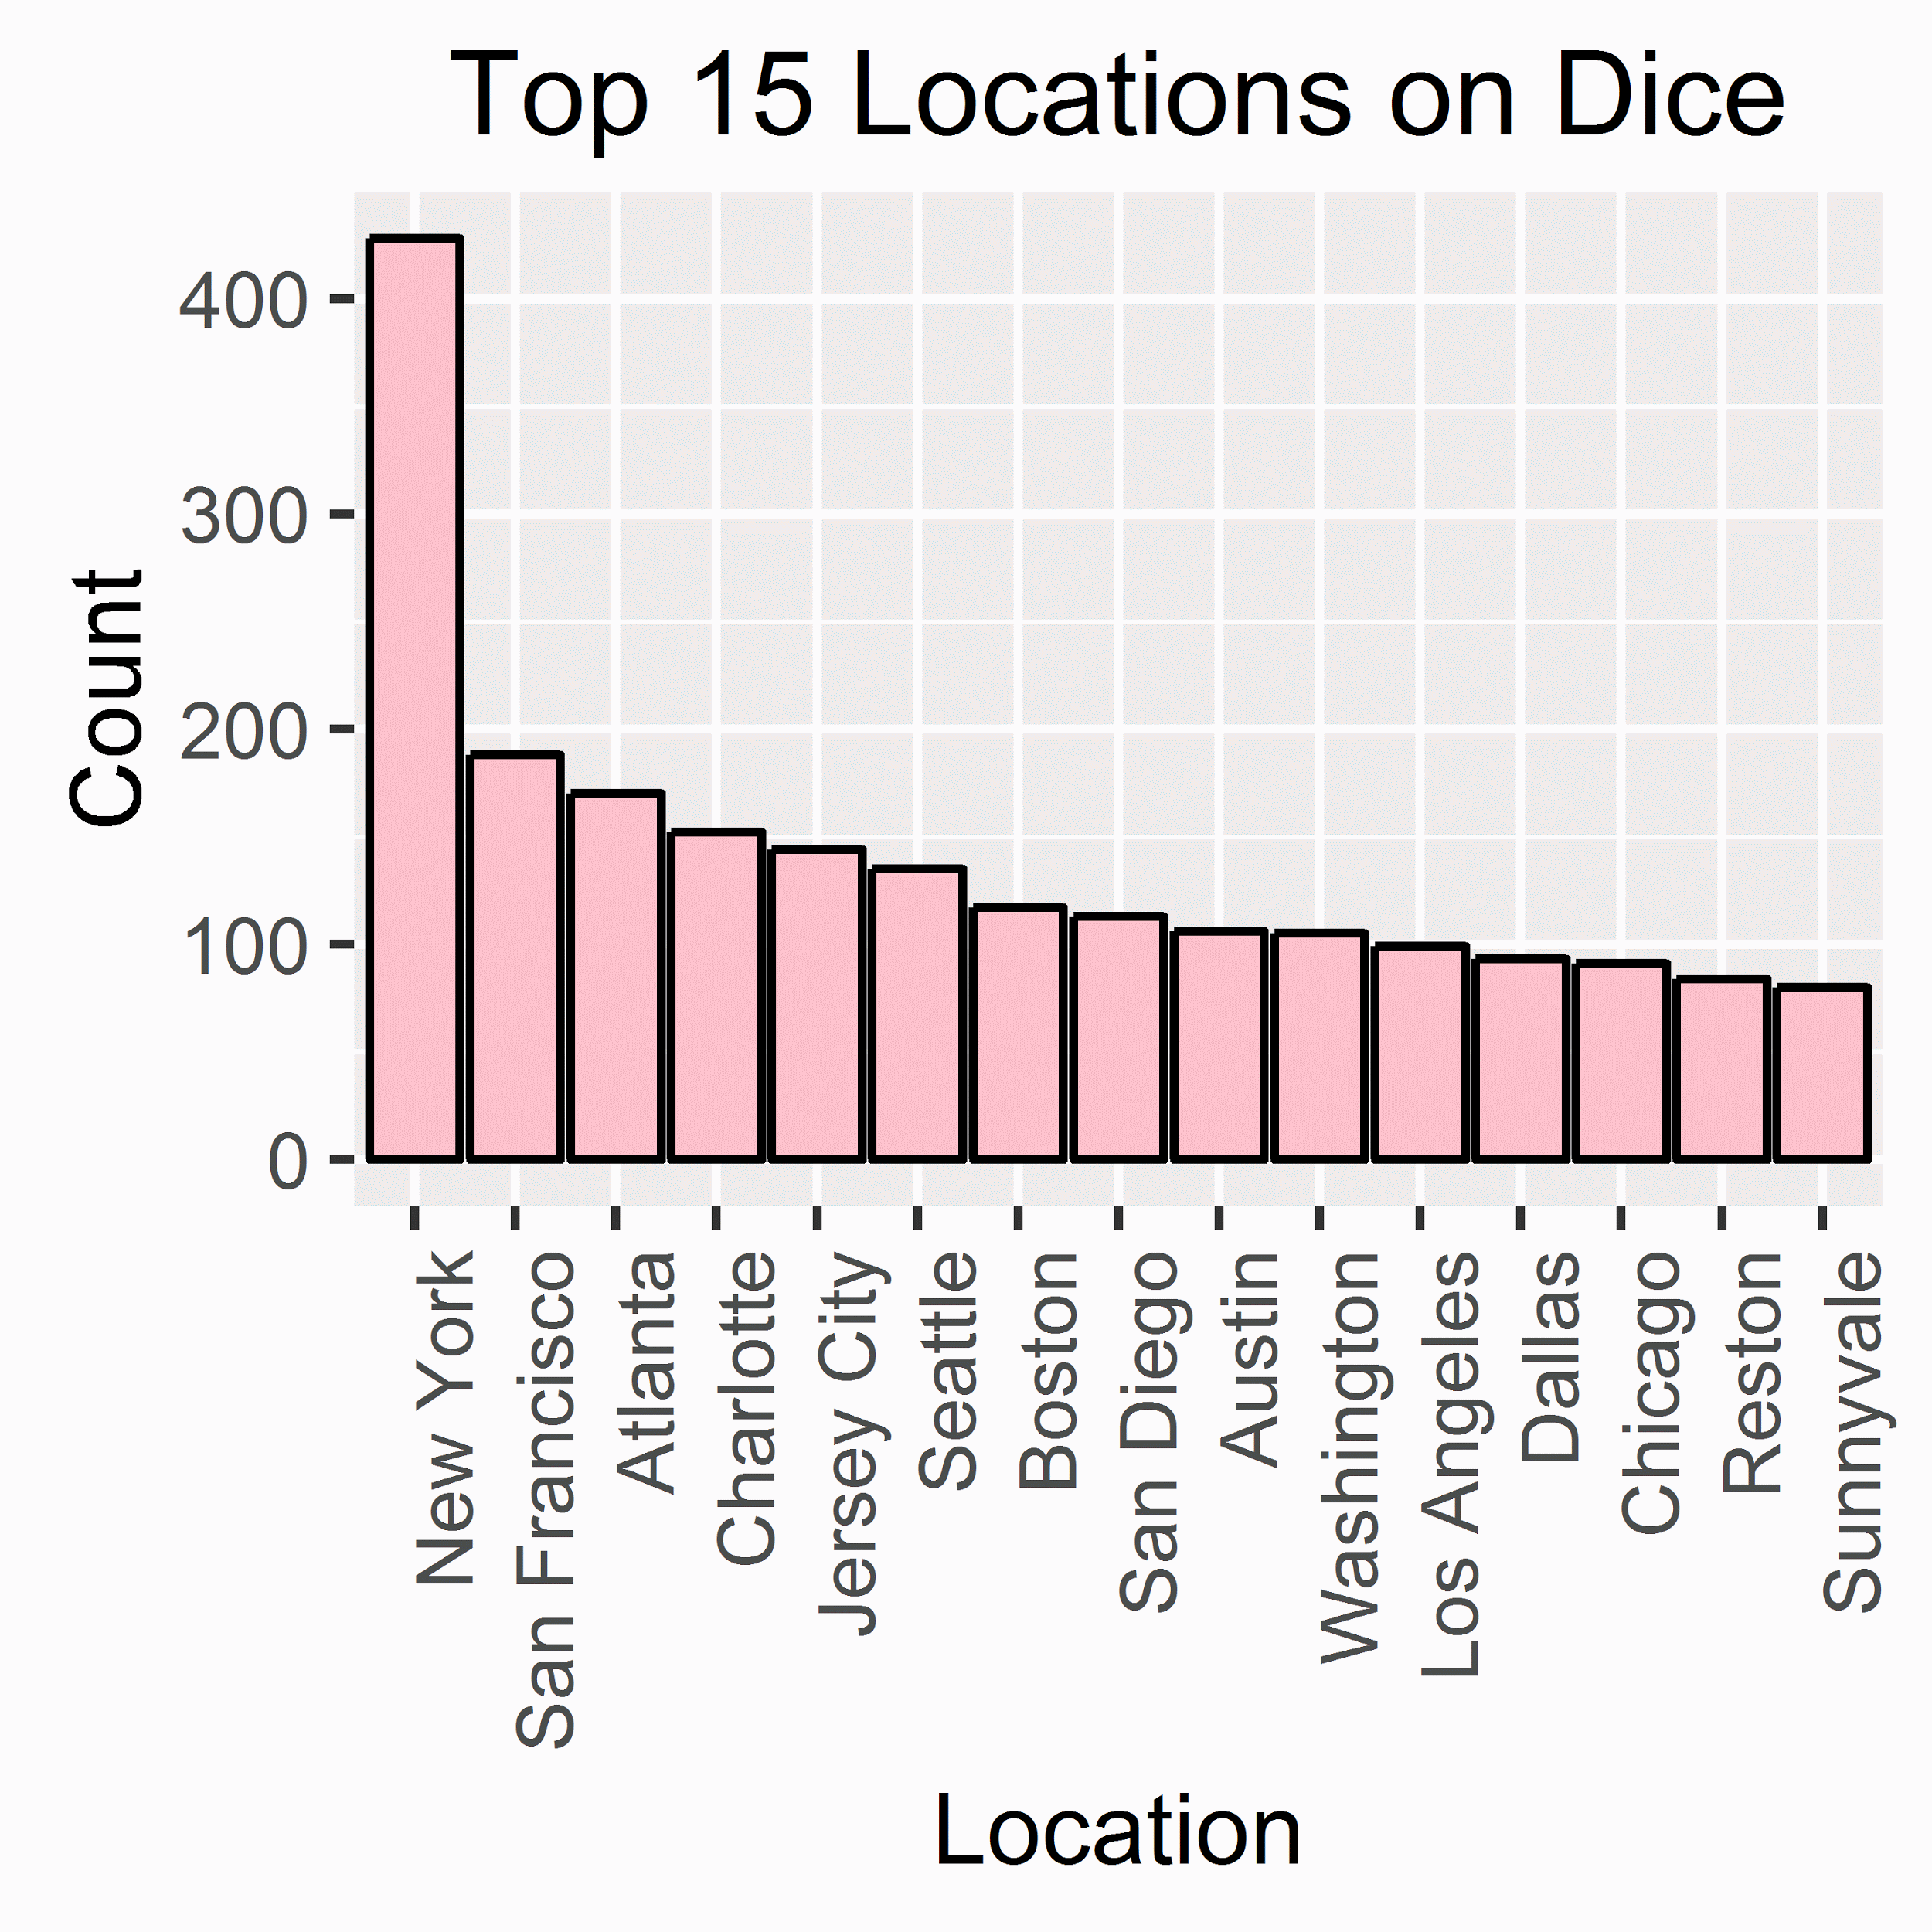 Top 15 Locations on Dice
Count
400
300
200
100
0
New York
San Francisco
Atlanta
Charlotte
Jersey City
Seattle
Boston
San Diego
Austin
Washington
Los Angeles
Dallas
Chicago
Reston
Sunnyvale
Location